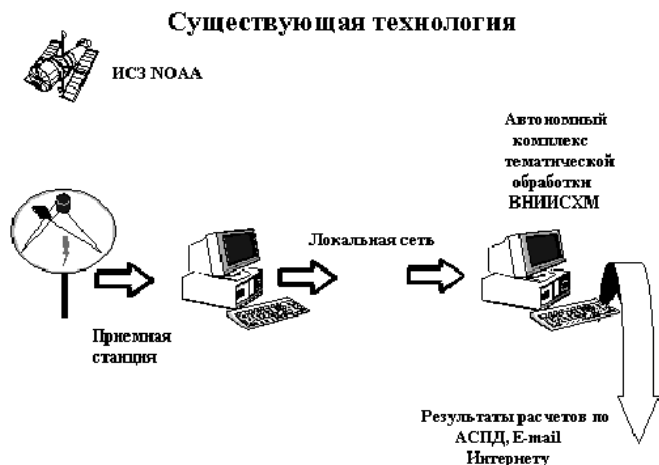 Существующая технология
ИСЗ NOAA
Автономный
комплекс
тематической
обработки
ВНИИСХМ
Локальная сеть
Приемная
станция
Результаты расчетов по
АСПД, E-mail
Интернету